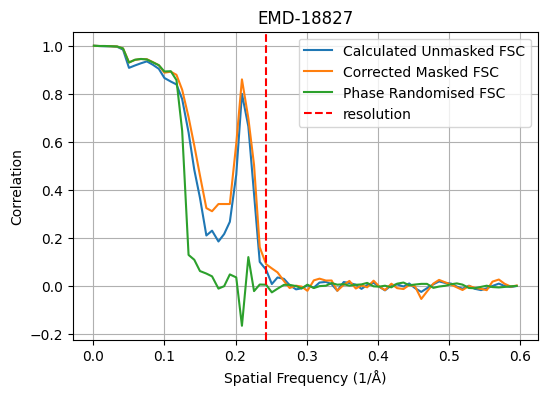 EMD-18827
Calculated Unmasked FSC
Corrected Masked FSC
Phase Randomised FSC
resolution
Correlation
1.0
0.8
0.6
0.4
0.2
0.0
−0.2
0.0 0.1 0.2 0.3 0.4 0.5 0.6
Spatial Frequency (1/Å)